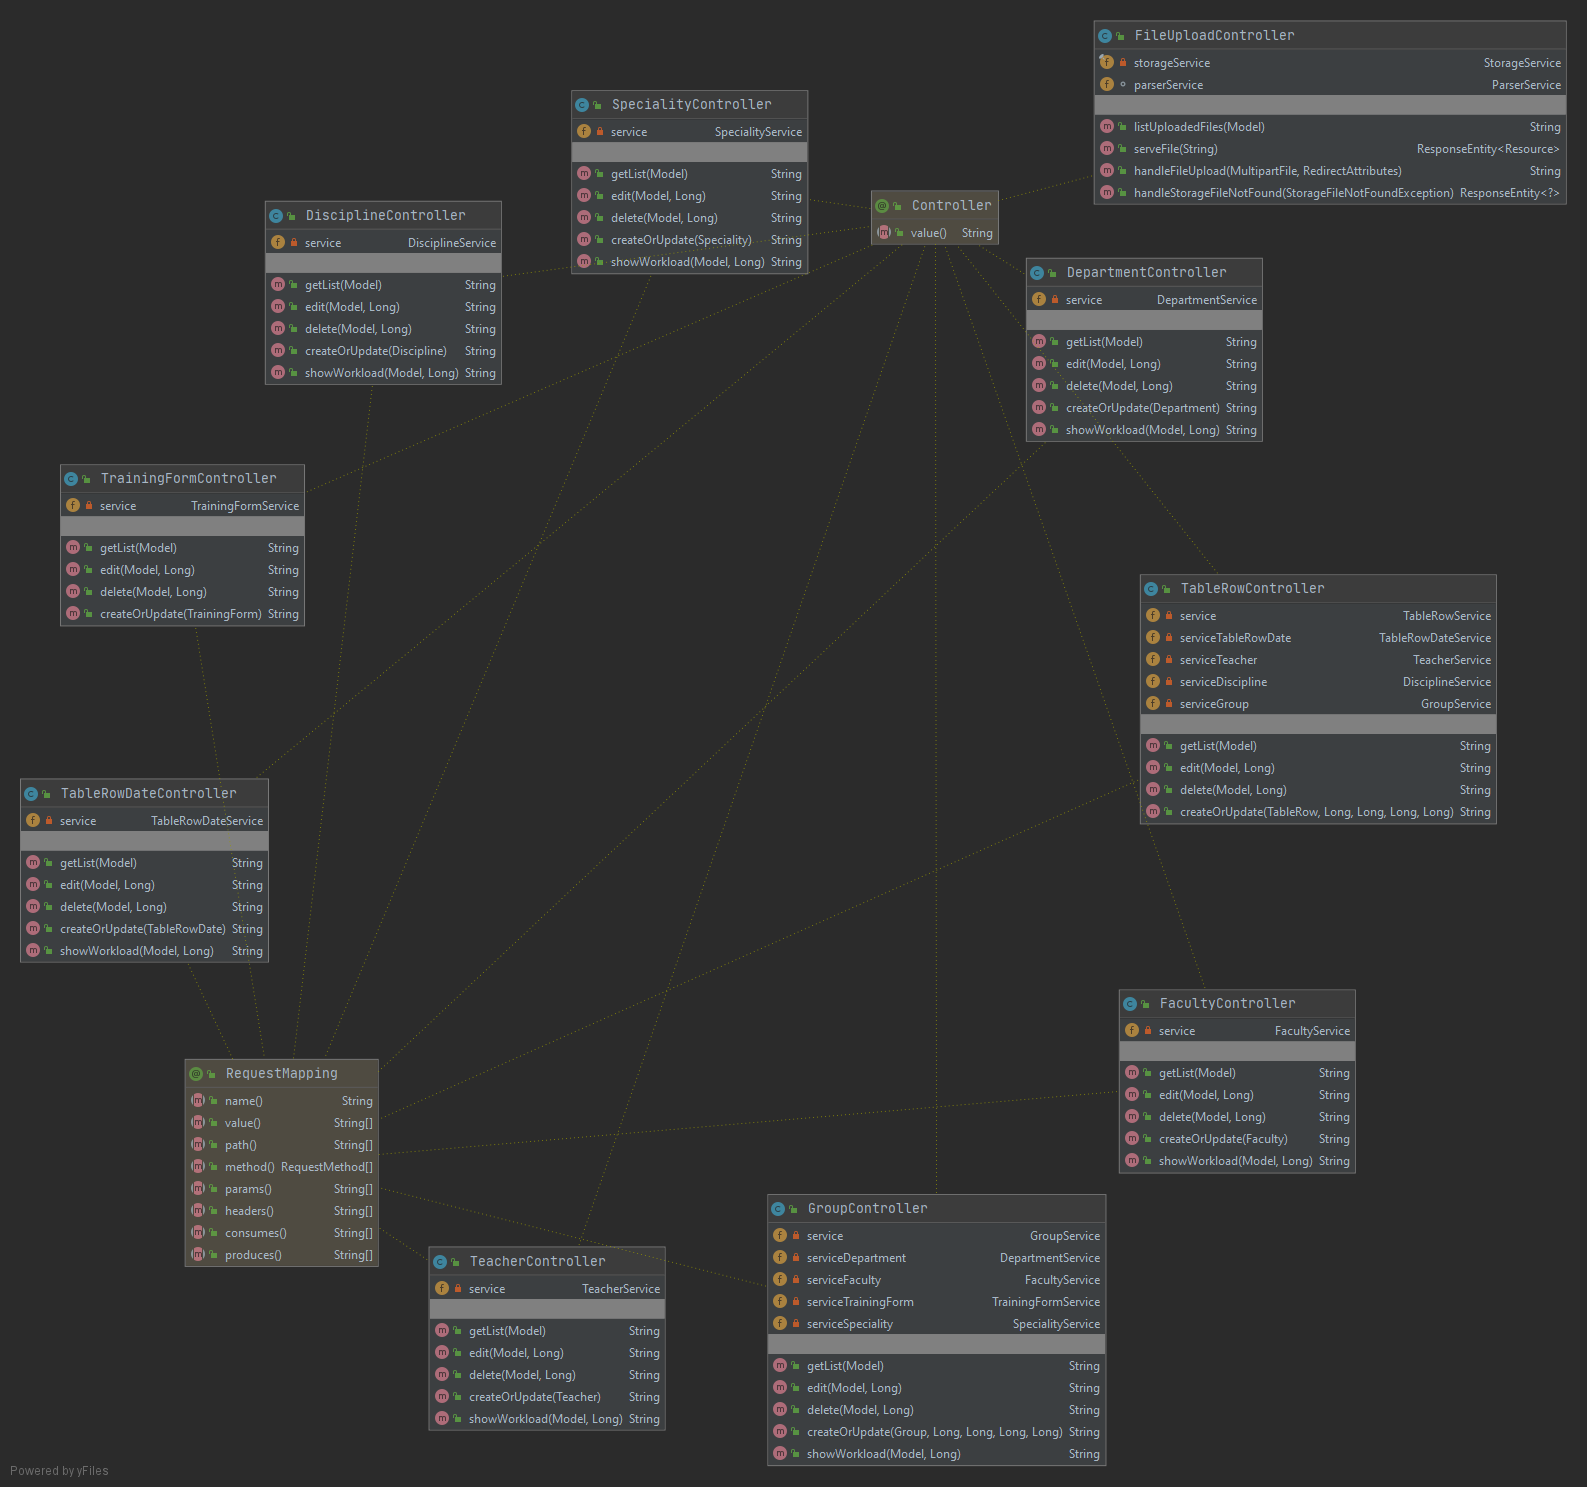 FileUploadController
storageService StorageService
parserService ParserService
listUploadedFiles(Model) String
serveFile(String) ResponseEntity<Resource>
handleFileUpload(MultipartFile, RedirectAttributes) String
handleStorageFileNotFound(StorageFileNotFoundException) ResponseEntity<?>
SpecialityController
service SpecialityService
getList(Model) String
edit(Model, Long) String
delete(Model, Long) String
createOrUpdate(Speciality) String
showWorkload(Model, Long) String
Controller
value() String
DisciplineController
service DisciplineService
getList(Model) String
edit(Model, Long) String
delete(Model, Long) String
createOrUpdate(Discipline) String
showWorkload(Model, Long) String
DepartmentController
service DepartmentService
getList(Model) String
edit(Model, Long) String
delete(Model, Long) String
createOrUpdate(Department) String
showWorkload(Model, Long) String
TrainingFormController
service TrainingFormService
getList(Model) String
edit(Model, Long) String
delete(Model, Long) String
createOrUpdate(TrainingForm) String
TableRowController
service TableRowService
serviceTableRowDate TableRowDateService
serviceTeacher TeacherService
serviceDiscipline DisciplineService
serviceGroup GroupService
getList(Model) String
edit(Model, Long) String
delete(Model, Long) String
createOrUpdate(TableRow, Long, Long, Long, Long) String
TableRowDateController
service TableRowDateService
getList(Model) String
edit(Model, Long) String
delete(Model, Long) String
createOrUpdate(TableRowDate) String
showWorkload(Model, Long) String
FacultyController
service FacultyService
getList(Model) String
edit(Model, Long) String
delete(Model, Long) String
createOrUpdate(Faculty) String
showWorkload(Model, Long) String
RequestMapping
name() String
value() String[]
path() String[]
method() RequestMethod[]
params() String[]
headers() String[]
consumes() String[]
produces() String[]
GroupController
service GroupService
serviceDepartment DepartmentService
serviceFaculty FacultyService
serviceTrainingForm TrainingFormService
serviceSpeciality SpecialityService
getList(Model) String
edit(Model, Long) String
delete(Model, Long) String
createOrUpdate(Group, Long, Long, Long, Long) String
showWorkload(Model, Long) String
TeacherController
service TeacherService
getList(Model) String
edit(Model, Long) String
delete(Model, Long) String
createOrUpdate(Teacher) String
showWorkload(Model, Long) String
Powered by yFiles